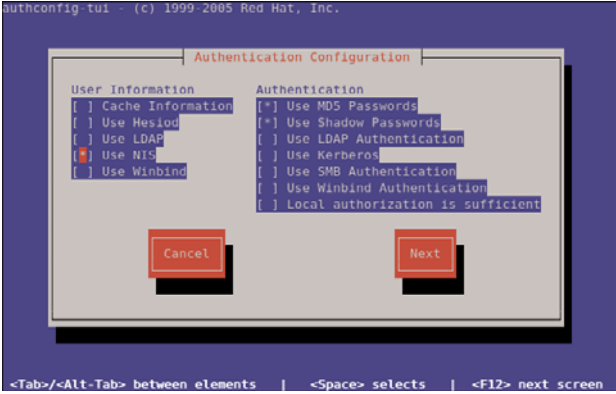 authconfig-tui - (c) 1999-2005 Red Hat, Inc.
Authentication Configuration
User Information
[ ] Cache Information
[ ] Use Hesiod
[ ] Use LDAP
[*] Use NIS
[ ] Use Winbind
Authentication
[*] Use MD5 Passwords
[*] Use Shadow Passwords
[ ] Use LDAP Authentication
[ ] Use Kerberos
[ ] Use SMB Authentication
[ ] Use Winbind Authentication
[ ] Local authorization is sufficient
Cancel
Next
<Tab>/<Alt-Tab> between elements | <Space> selects | <F12> next screen